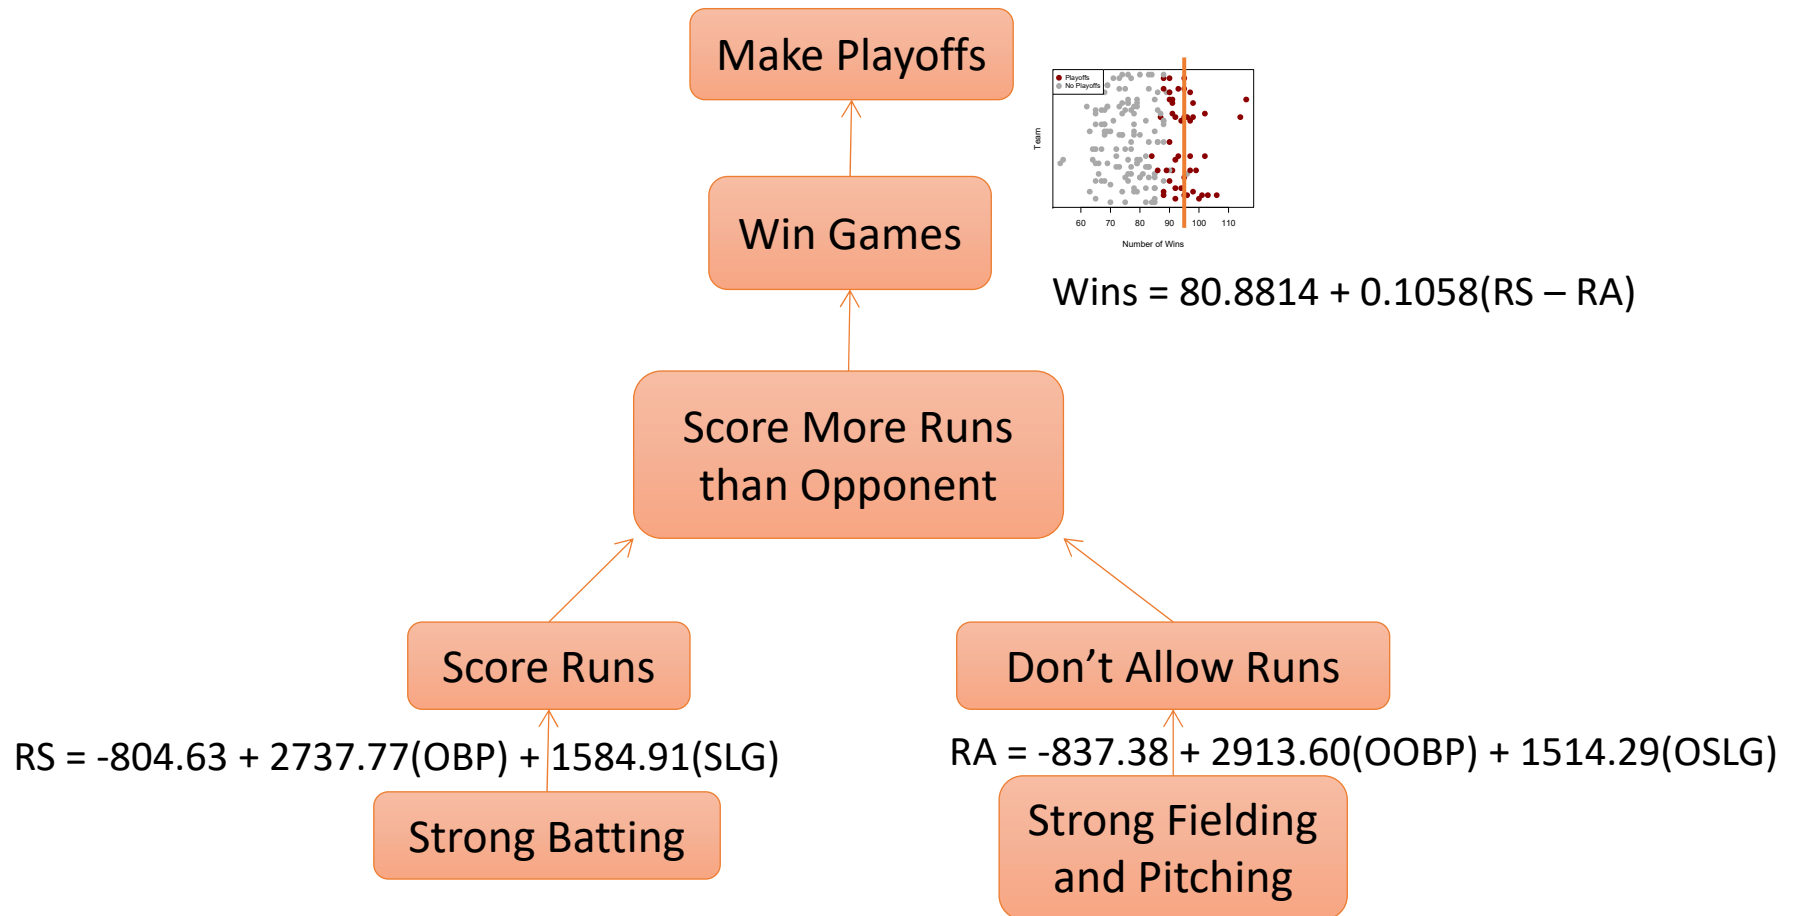 Make Playoffs
Playoffs
No Playoffs
Team
60 70 80 90 100 110
Number of Wins
Win Games
Wins = 80.8814 + 0.1058(RS – RA)
Score More Runs
than Opponent
Score Runs
Don’t Allow Runs
RS = -804.63 + 2737.77(OBP) + 1584.91(SLG)
RA = -837.38 + 2913.60(OOBP) + 1514.29(OSLG)
Strong Batting
Strong Fielding
and Pitching